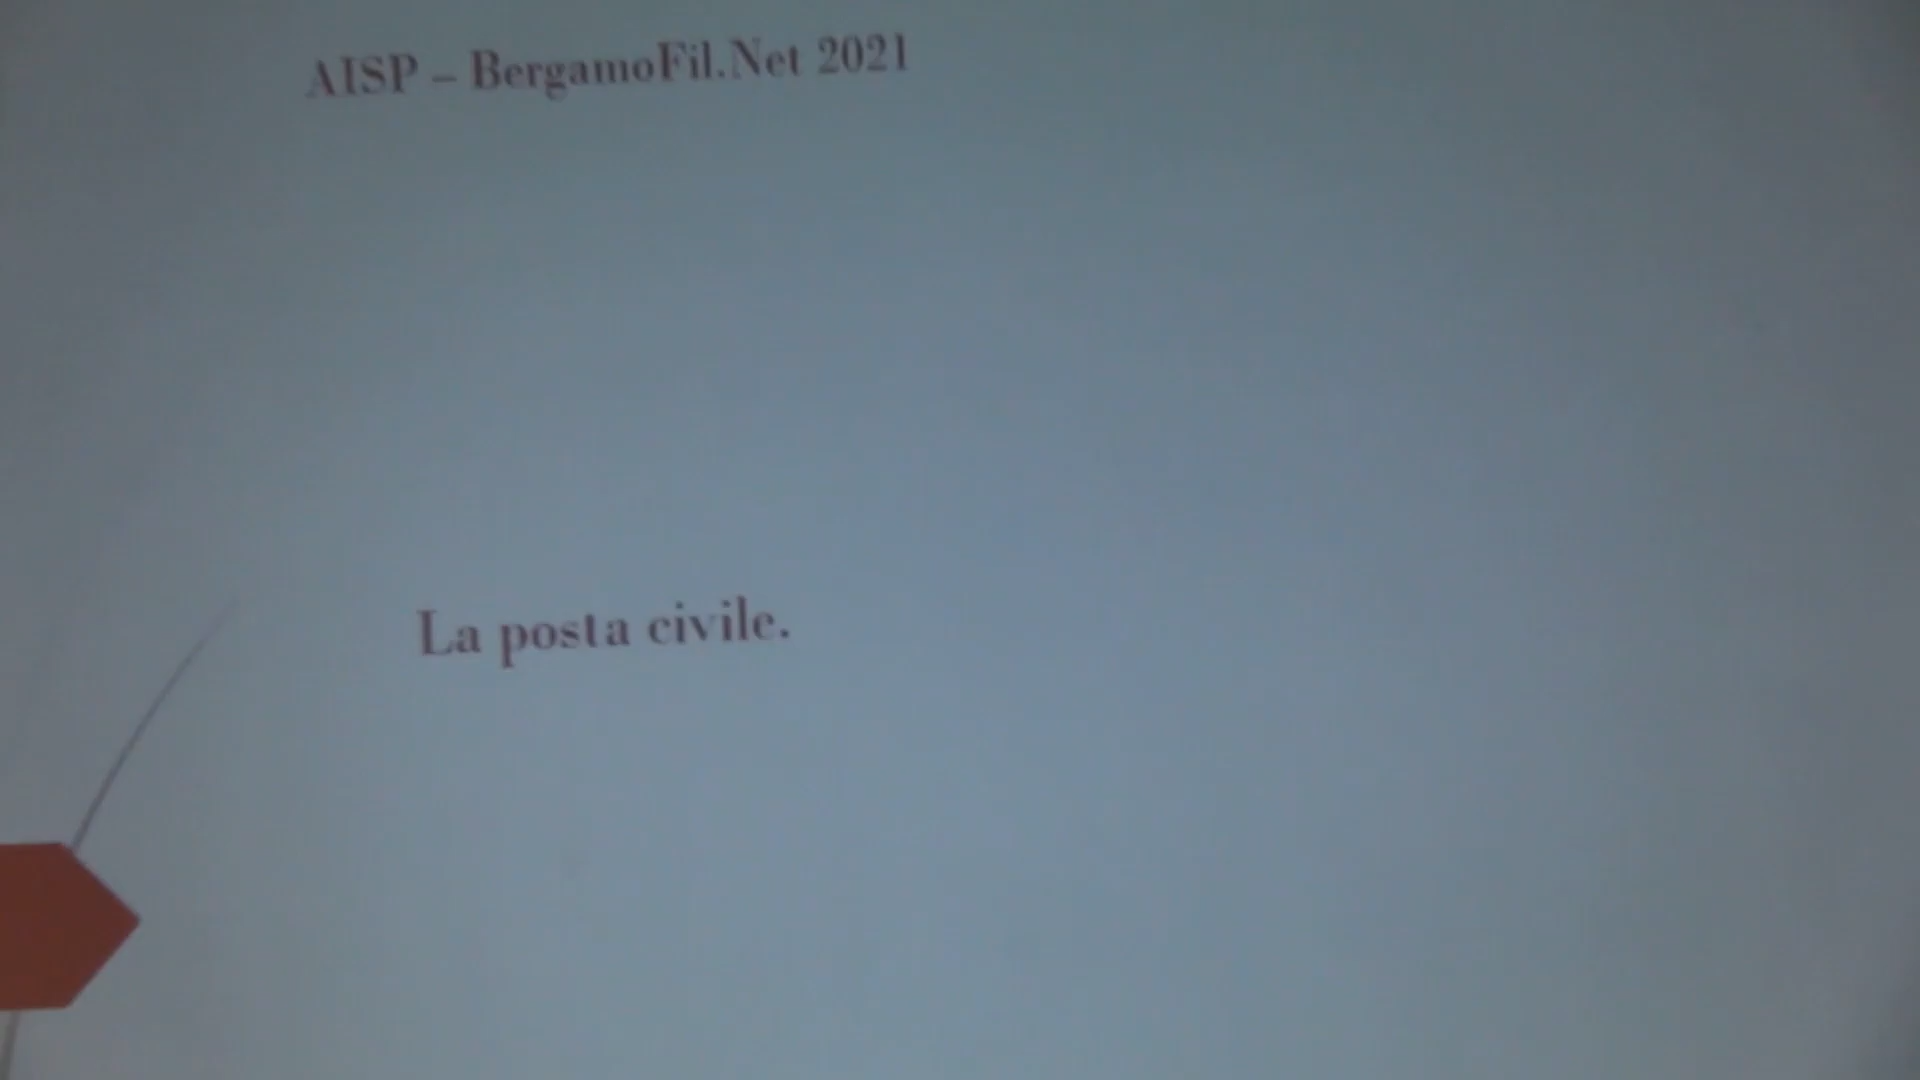 AISP – BergamoFil.Net 2021
La posta civile.